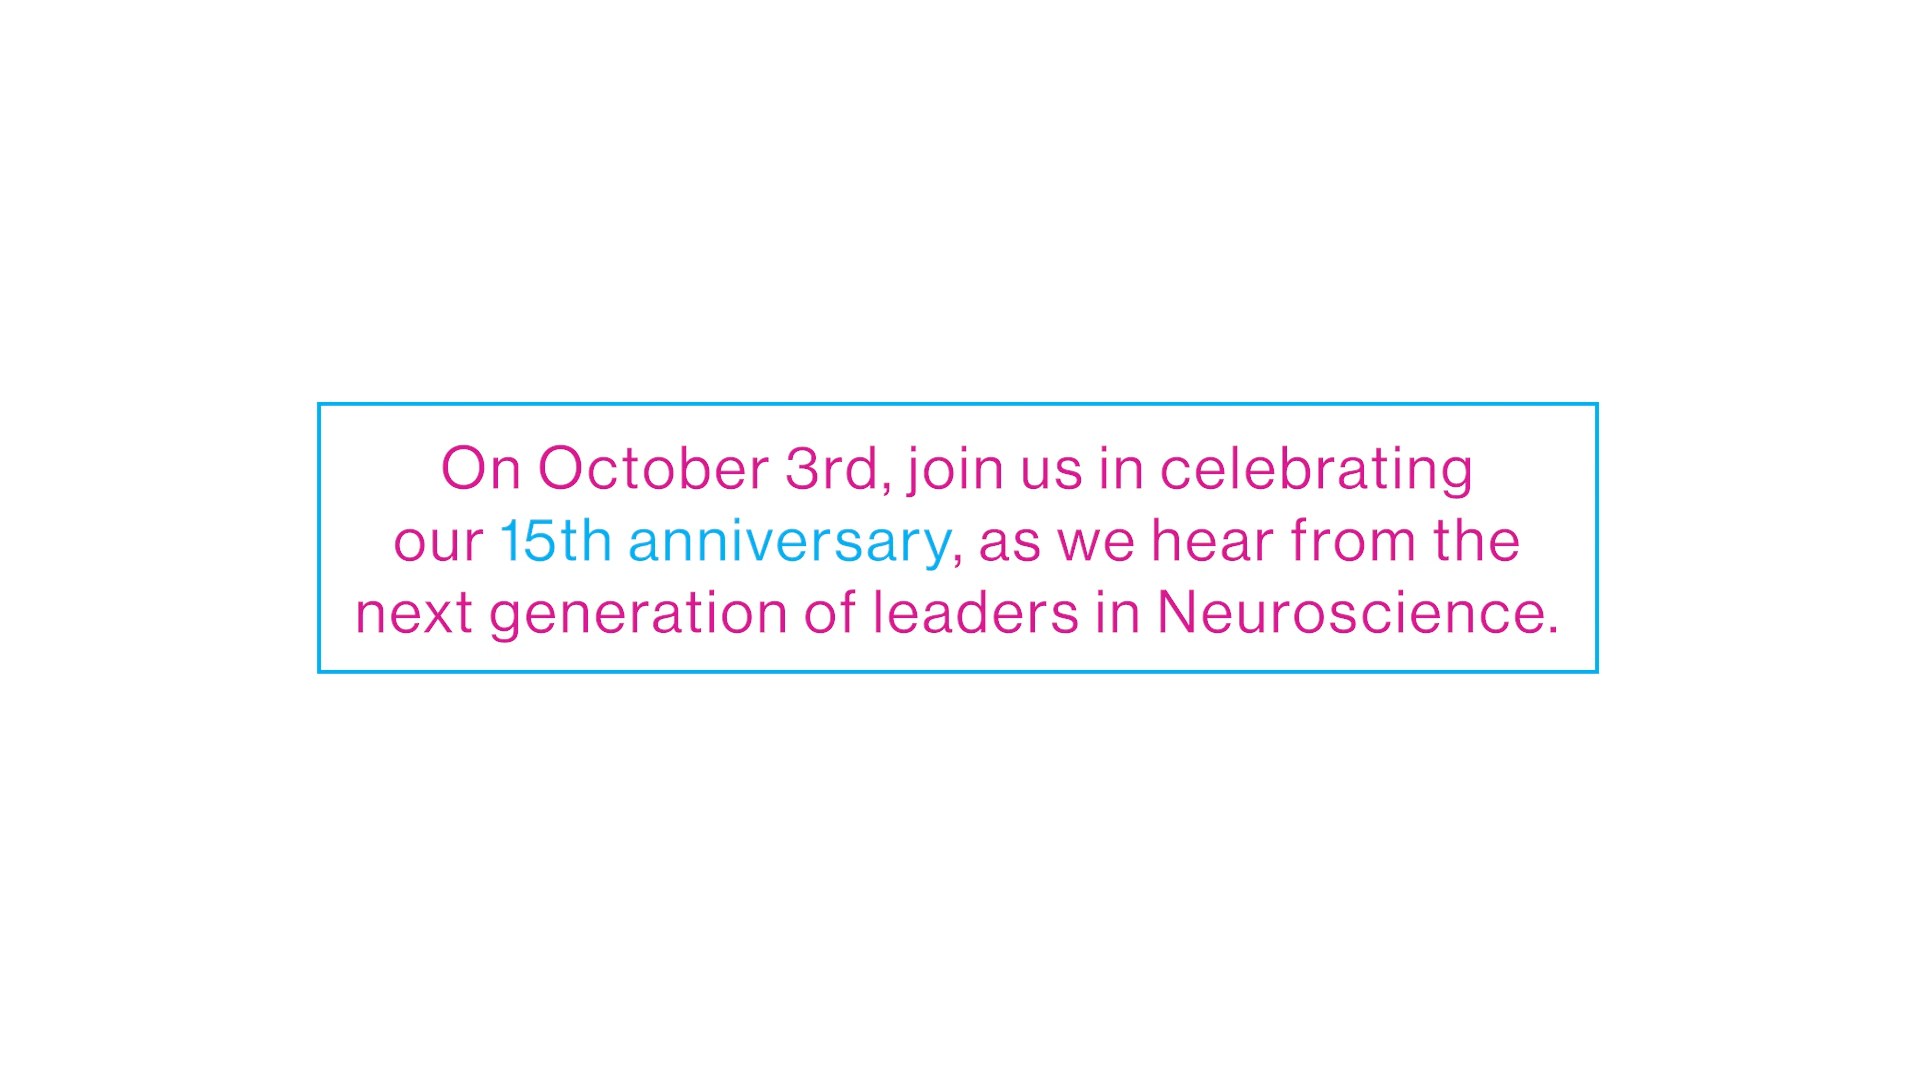 On October 3rd, join us in celebrating
our 15th anniversary, as we hear from the
next generation of leaders in Neuroscience.